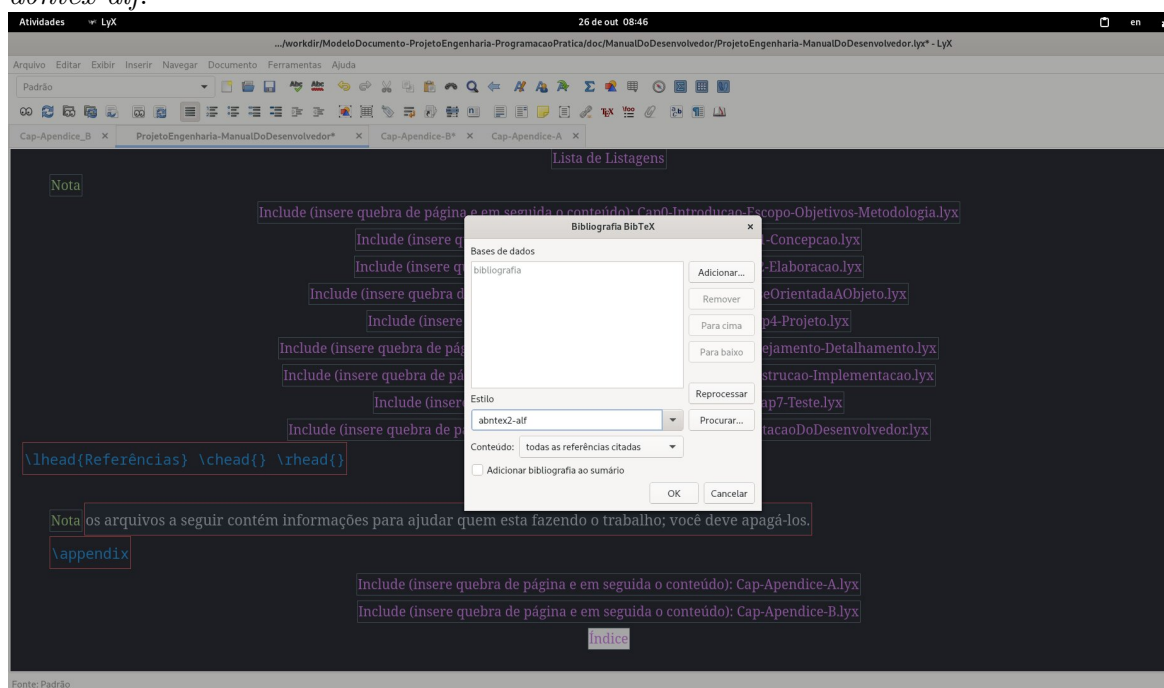 Atividades LyX 26 de out 08:46 en
.../workdir/ModeloDocumento-ProjetoEngenharia-ProgramacaoPratica/doc/ManualDoDesenvolvedor/ProjetoEngenharia-ManualDoDesenvolvedor.lyx* - LyX
Arquivo Editar Exibir Inserir Navegar Documento Ferramentas Ajuda
Padrão
Cap-Apendice_B × ProjetoEngenharia-ManualDoDesenvolvedor* × Cap-Apendice-B* × Cap-Apendice-A ×
Lista de Listagens
Nota
Include (insere quebra de página e em seguida o conteúdo): Cap0-Introducao-Escopo-Objetivos-Metodologia.lyx
Include (insere q
-Concepcao.lyx
Include (insere q
-Elaboracao.lyx
Include (insere quebra d
eOrientadaAObjeto.lyx
Include (insere
p4-Projeto.lyx
Include (insere quebra de pág
ejamento-Detalhamento.lyx
Include (insere quebra de pá
strucao-Implementacao.lyx
Include (inser
ap7-Teste.lyx
Include (insere quebra de p
tacaoDoDesenvolvedor.lyx
Bibliografia BibTeX ×
Bases de dados
bibliografia
Adicionar...
Remover
Para cima
Para baixo
Reprocessar
Estilo
abntex2-alf
Procurar...
Conteúdo: todas as referências citadas
Adicionar bibliografia ao sumário
OK Cancelar
\lhead{Referências} \chead{} \rhead{}
Nota os arquivos a seguir contém informações para ajudar quem esta fazendo o trabalho; você deve apagá-los.
\appendix
Include (insere quebra de página e em seguida o conteúdo): Cap-Apendice-A.lyx
Include (insere quebra de página e em seguida o conteúdo): Cap-Apendice-B.lyx
Índice
Fonte: Padrão